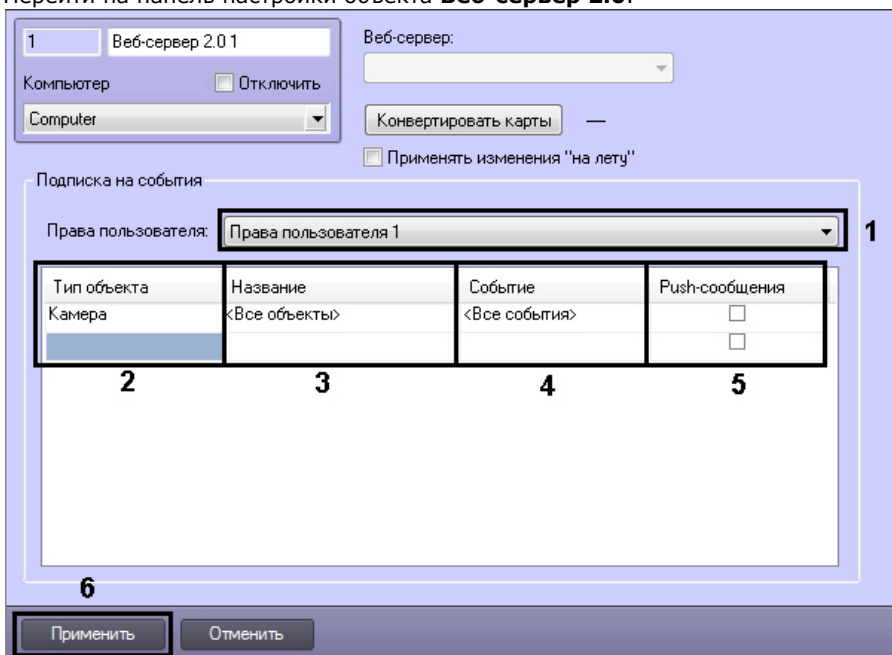 Перейти на панель настройки объекта Веб-сервер 2.0.
1 Веб-сервер 2.0 1
Веб-сервер:
Компьютер Отключить
Computer
Конвертировать карты —
Применять изменения "на лету"
Подписка на события
Права пользователя: Права пользователя 1 1
Тип объекта Название Событие Push-сообщения
Камера <Все объекты> <Все события>
2 3 4 5
6
Применить Отменить